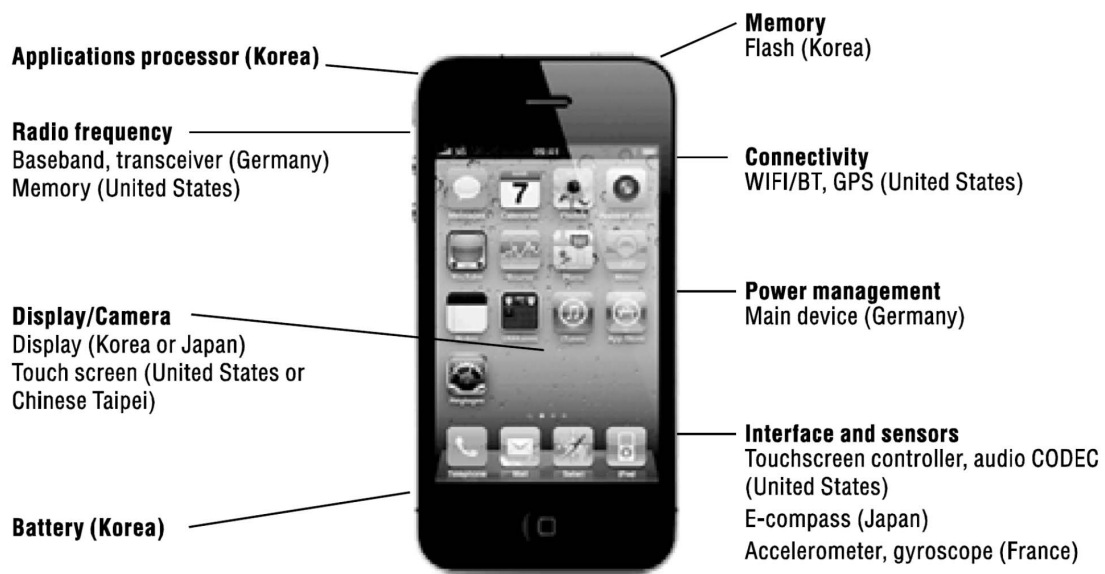 Memory
Flash (Korea)
Applications processor (Korea)
Radio frequency
Baseband, transceiver (Germany)
Memory (United States)
Connectivity
WIFI/BT, GPS (United States)
7
Power management
Main device (Germany)
Display/Camera
Display (Korea or Japan)
Touch screen (United States or
Chinese Taipei)
Interface and sensors
Touchscreen controller, audio CODEC
(United States)
E-compass (Japan)
Accelerometer, gyroscope (France)
Battery (Korea)